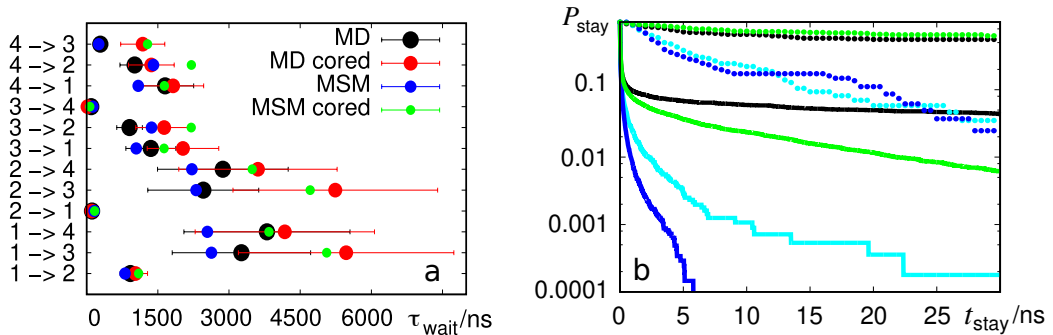 4 -> 3
4 -> 2
4 -> 1
3 -> 4
3 -> 2
3 -> 1
2 -> 4
2 -> 3
2 -> 1
1 -> 4
1 -> 3
1 -> 2
MD
MD cored
MSM
MSM cored
a
0 1500 3000 4500 6000 τwait/ns
Pstay
0.1
0.01
0.001
0.0001
b
0 5 10 15 20 25 tstay/ns